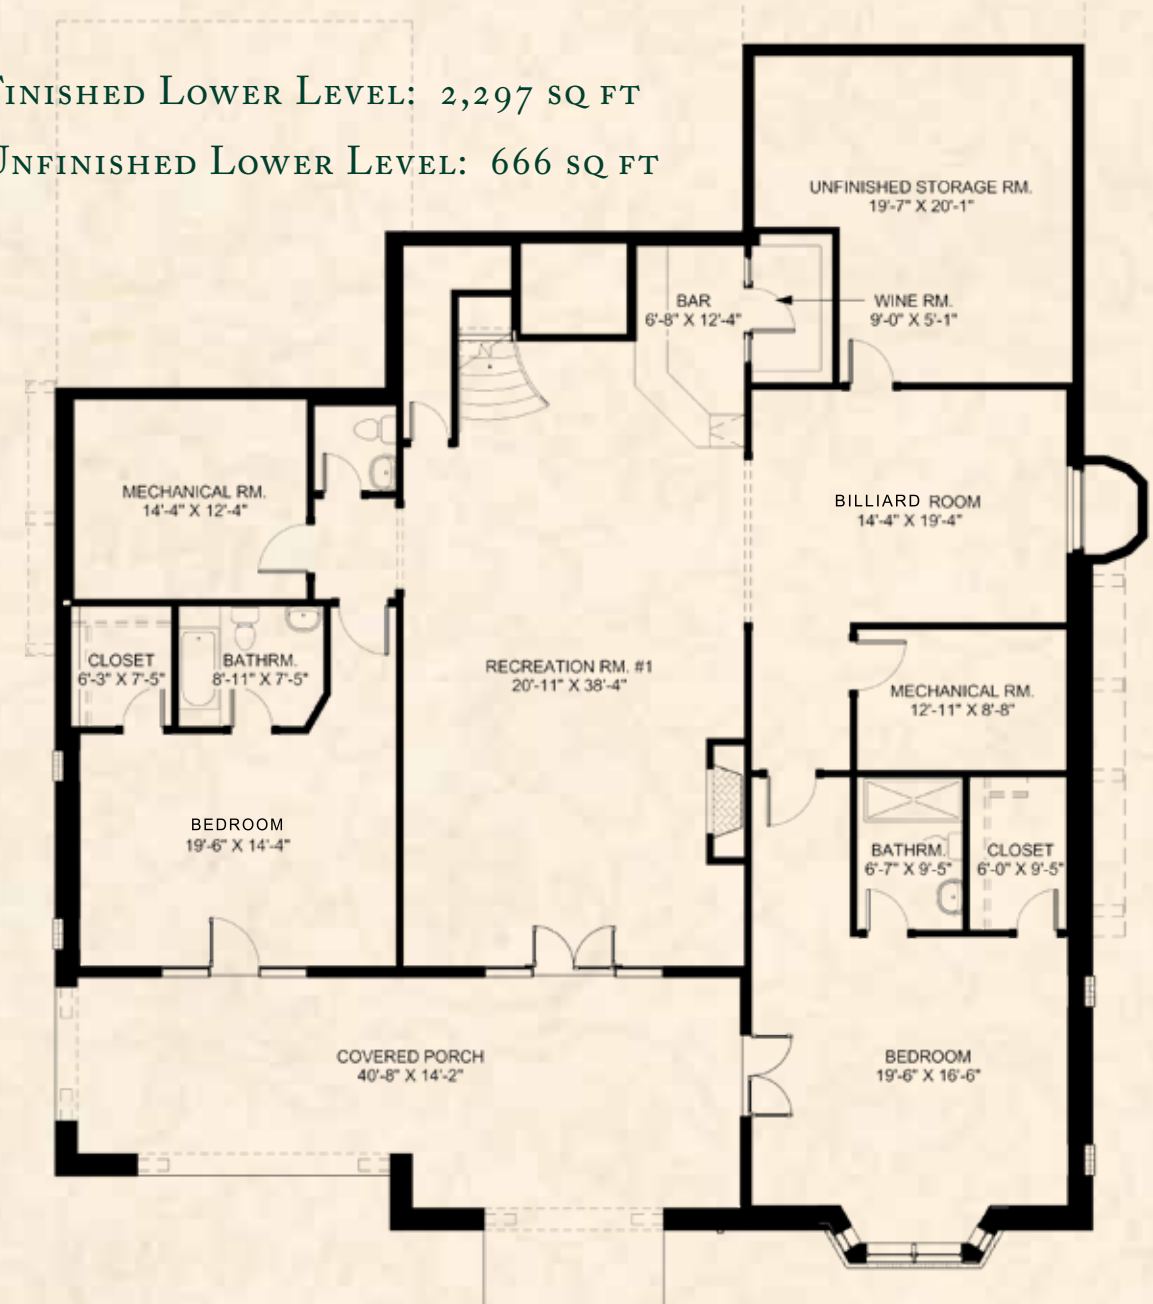 Finished Lower Level: 2,297 sq ft
Unfinished Lower Level: 666 sq ft
UNFINISHED STORAGE RM.
19'-7" X 20'-1"
BAR
6'-8" X 12'-4"
WINE RM.
9'-0" X 5'-1"
MECHANICAL RM.
14'-4" X 12'-4"
BILLIARD ROOM
14'-4" X 19'-4"
CLOSET
6'-3" X 7'-5"
BATHRM.
8'-11" X 7'-5"
RECREATION RM. #1
20'-11" X 38'-4"
MECHANICAL RM.
12'-11" X 8'-8"
BEDROOM
19'-6" X 14'-4"
BATHRM.
6'-7" X 9'-5"
CLOSET
6'-0" X 9'-5"
COVERED PORCH
40'-8" X 14'-2"
BEDROOM
19'-6" X 16'-6"